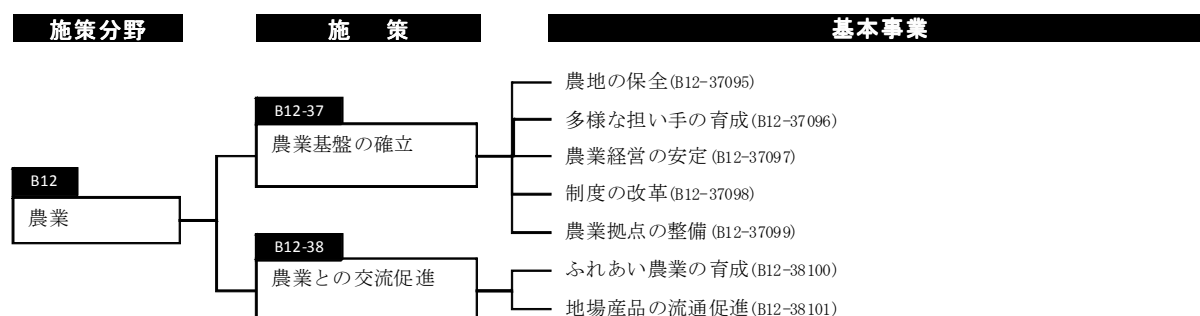 施策分野 施 策 基本事業
農地の保全(B12-37095)
B12-37
多様な担い手の育成(B12-37096)
農業基盤の確立
農業経営の安定(B12-37097)
B12
制度の改革(B12-37098)
農業
農業拠点の整備(B12-37099)
B12-38
ふれあい農業の育成(B12-38100)
農業との交流促進
地場産品の流通促進(B12-38101)